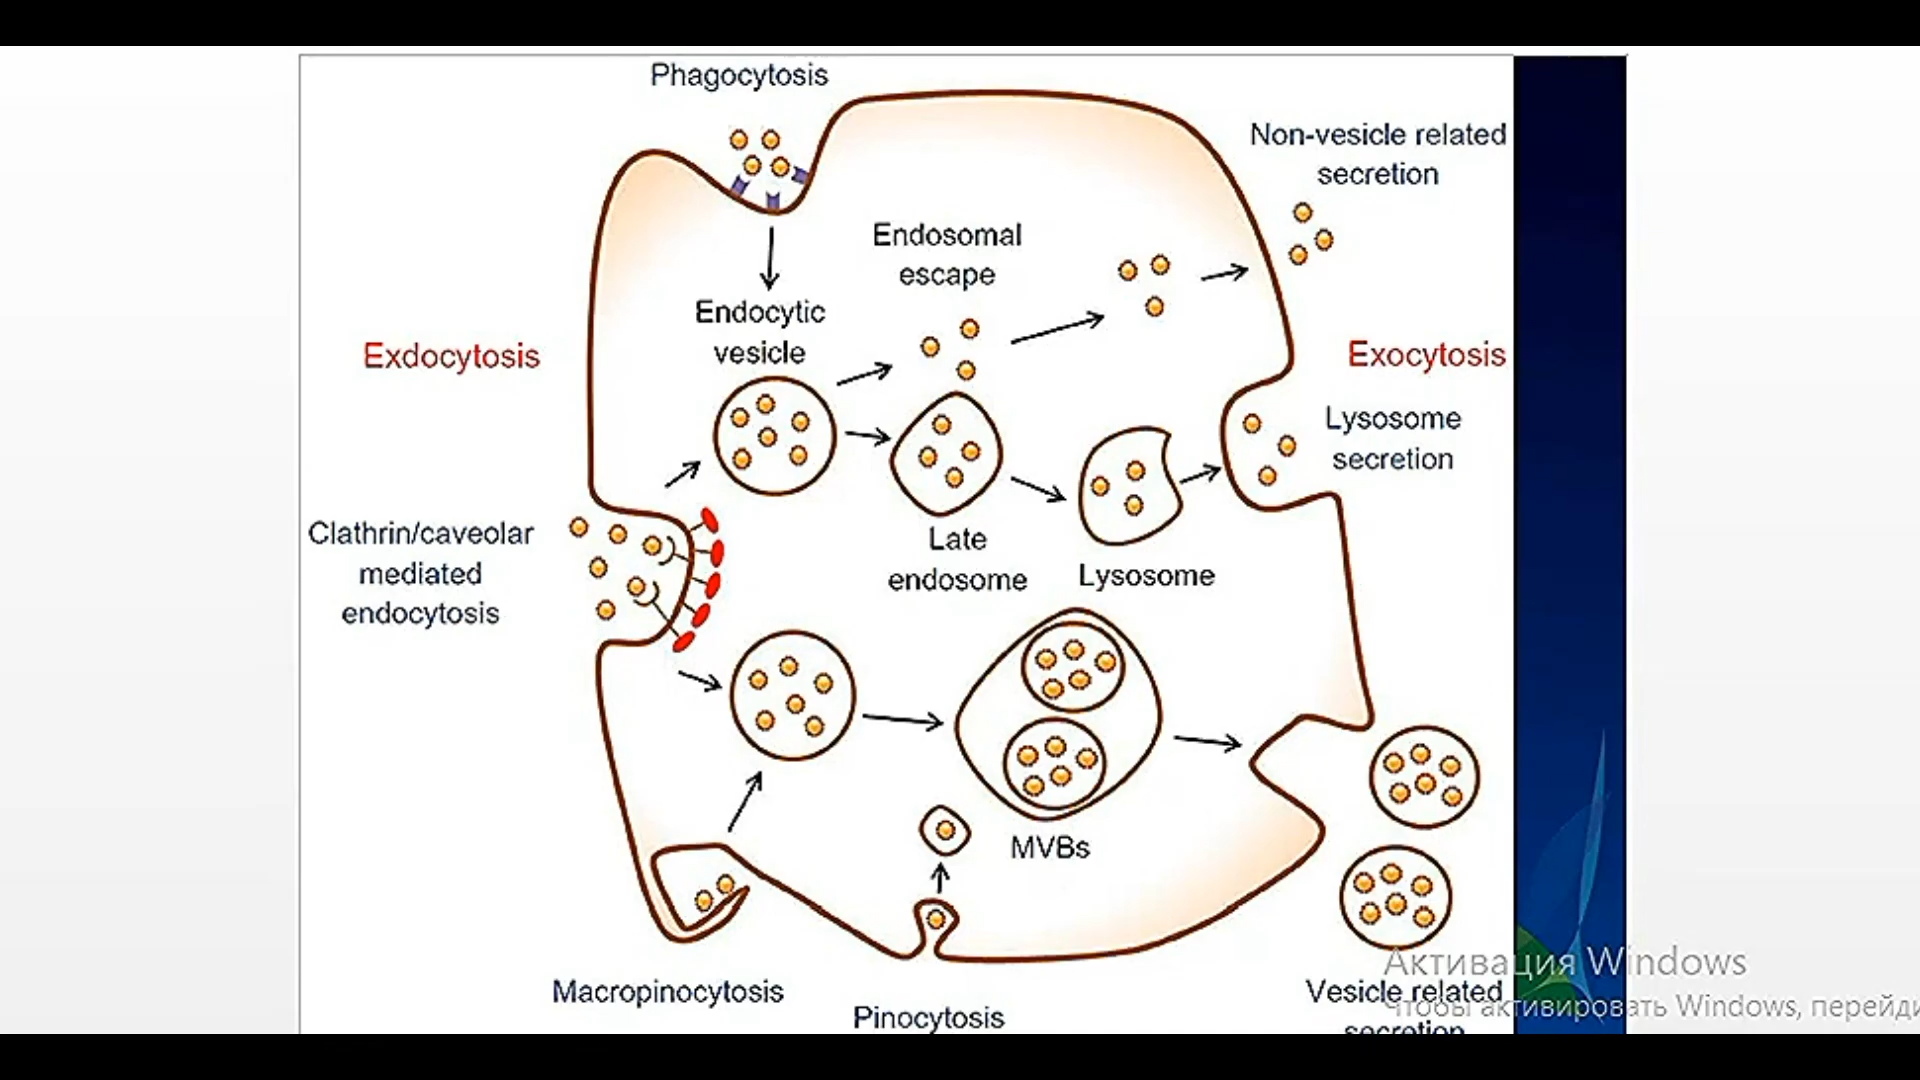 Phagocytosis
Non-vesicle related
secretion
Endosomal
escape
Endocytic
vesicle
Exdocytosis
Exocytosis
Lysosome
secretion
Clathrin/caveolar
mediated
endocytosis
Late
endosome
Lysosome
MVBs
Macropinocytosis
Pinocytosis
Vesicle related
secretion
Активация Windows
Чтобы активировать Windows, перейди